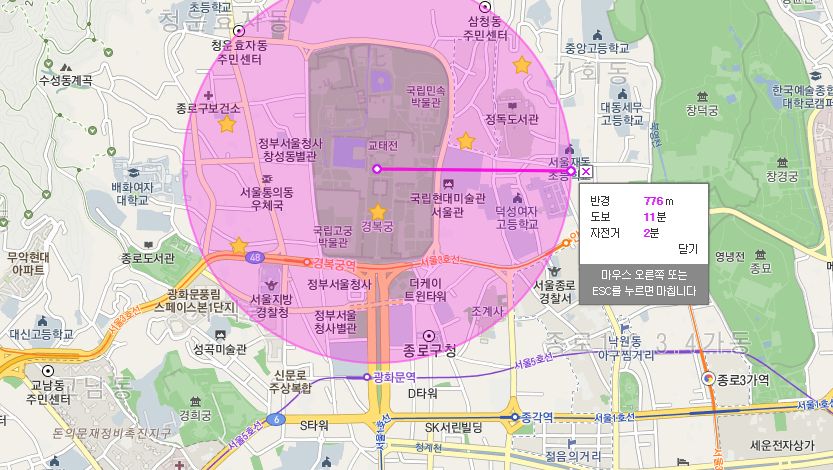 청운효자동
청운효자동
주민센터
삼청동
주민센터
중앙고등학교
가회동
수성동계곡
종로구보건소
국립민속
박물관
정독도서관
대동세무
고등학교
창덕궁
한국예술종합
대학로캠퍼
정부서울청사
창성동별관
교태전
서울재동
초등학교
창경궁
배화여자
대학교
서울통의동
우체국
국립현대미술관
서울관
덕성여자
고등학교
경복궁
국립고궁
박물관
반경 776 m
도보 11분
자전거 2분
닫기
마우스 오른쪽 또는
ESC를 누르면 마칩니다
무악현대
아파트
종로도서관
48
경복궁역
서울3호선
영녕전
종묘
서울지방
경찰청
정부서울청사
더케이
트윈타워
서울종로
경찰서
광화문풍림
스페이스본1단지
서울3호선
대신고등학교
성곡미술관
정부서울
청사별관
조계사
종로구청
종로1
3
4가동
낙원동
아구찜거리
서울5호선
교남동
주민센터
신문로
주상복합
광화문역
종로3가역
D타워
경희궁
6
S타워
SK서린빌딩
종각역
서울1호선
돈의문재정비촉진지구
서울5호선
청계천
젊음의거리
세운전자상가